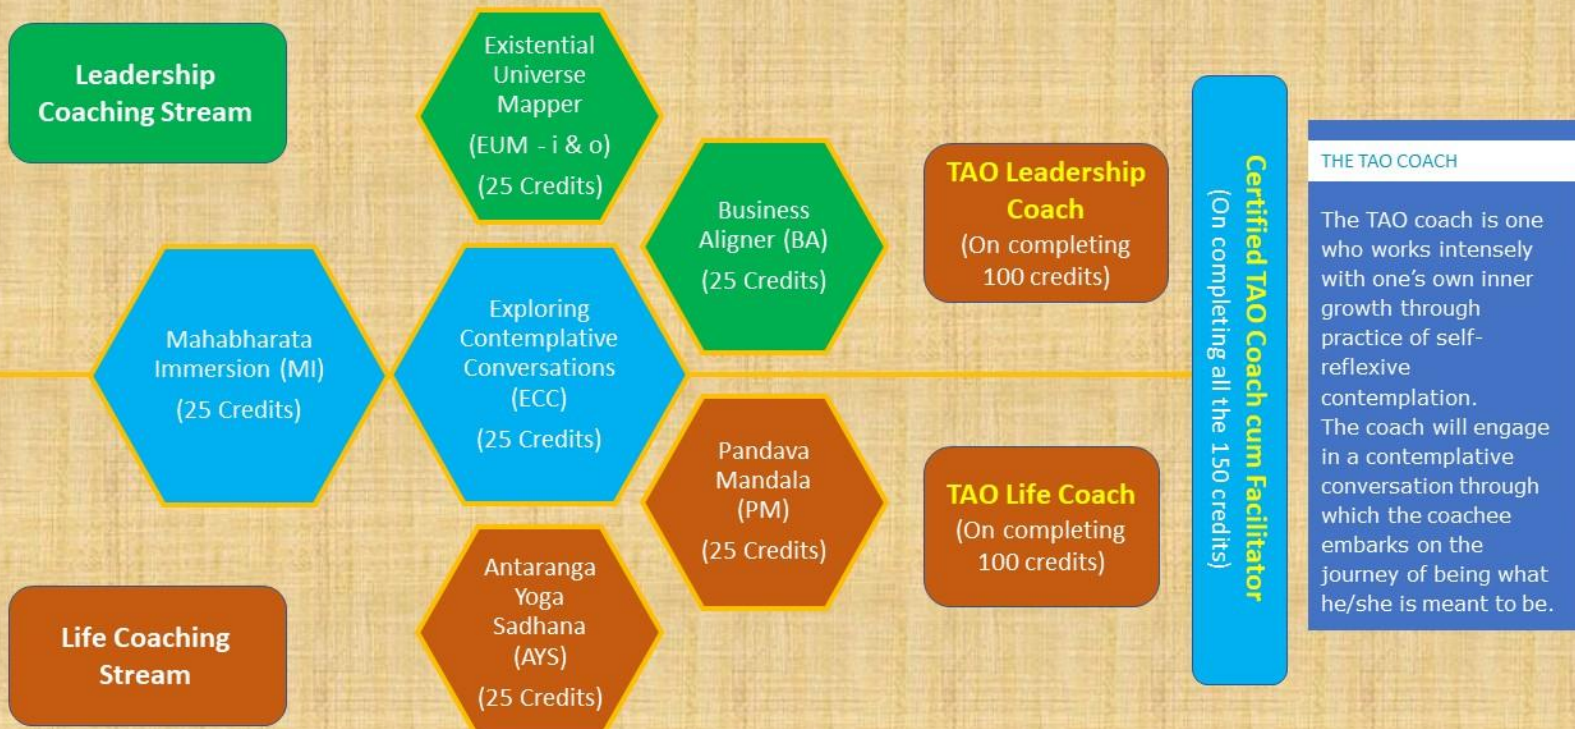 Leadership
Coaching Stream
Existential
Universe
Mapper
(EUM - i & o)
(25 Credits)
Business
Aligner (BA)
(25 Credits)
TAO Leadership
Coach
(On completing
100 credits)
Mahabharata
Immersion (MI)
(25 Credits)
Exploring
Contemplative
Conversations
(ECC)
(25 Credits)
Pandava
Mandala
(PM)
(25 Credits)
TAO Life Coach
(On completing
100 credits)
Antaranga
Yoga
Sadhana
(AYS)
(25 Credits)
Life Coaching
Stream
Certified TAO Coach cum Facilitator
(On completing all the 150 credits)
THE TAO COACH
The TAO coach is one
who works intensely
with one’s own inner
growth through
practice of self-
reflexive
contemplation.
The coach will engage
in a contemplative
conversation through
which the coachee
embarks on the
journey of being what
he/she is meant to be.